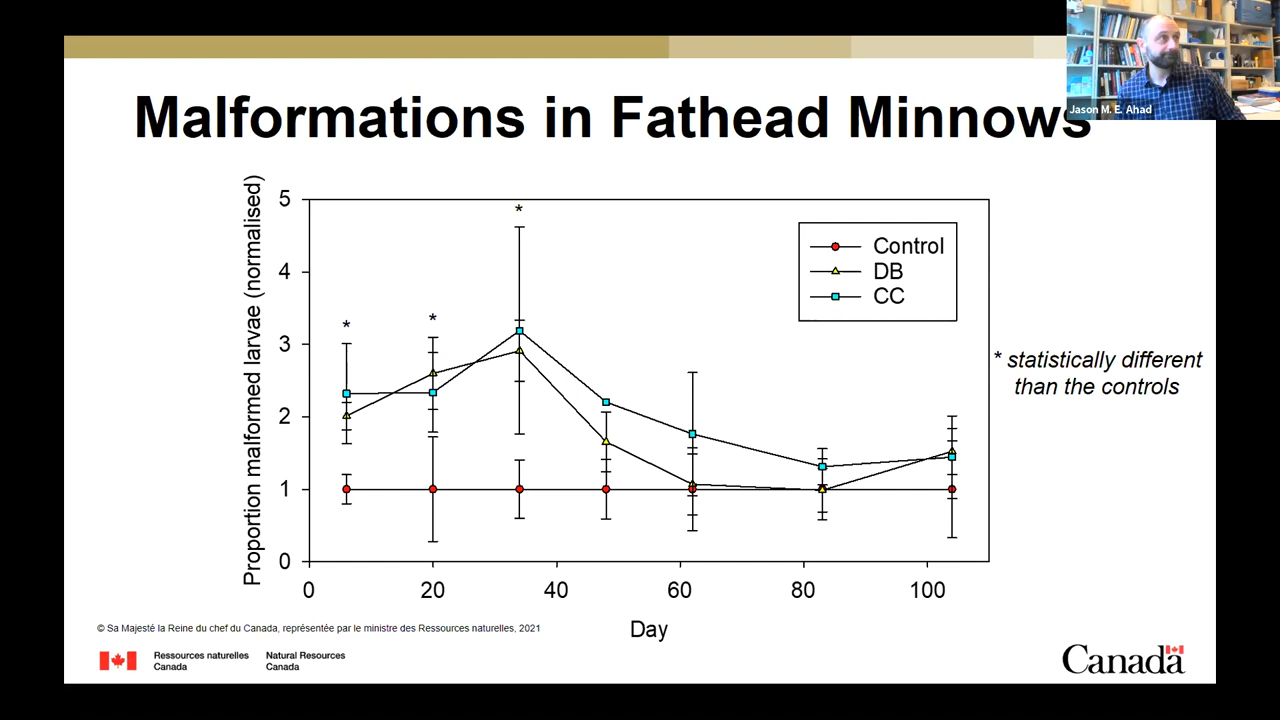 Malformations in Fathead Minnows
Jason M. E. Ahad
Proportion malformed larvae (normalised)
5
4
3
2
1
0
*
*
*
Control
DB
CC
* statistically different
than the controls
0 20 40 60 80 100
Day
© Sa Majesté la Reine du chef du Canada, représentée par le ministre des Ressources naturelles, 2021
Ressources naturelles Natural Resources
Canada Canada
Canada